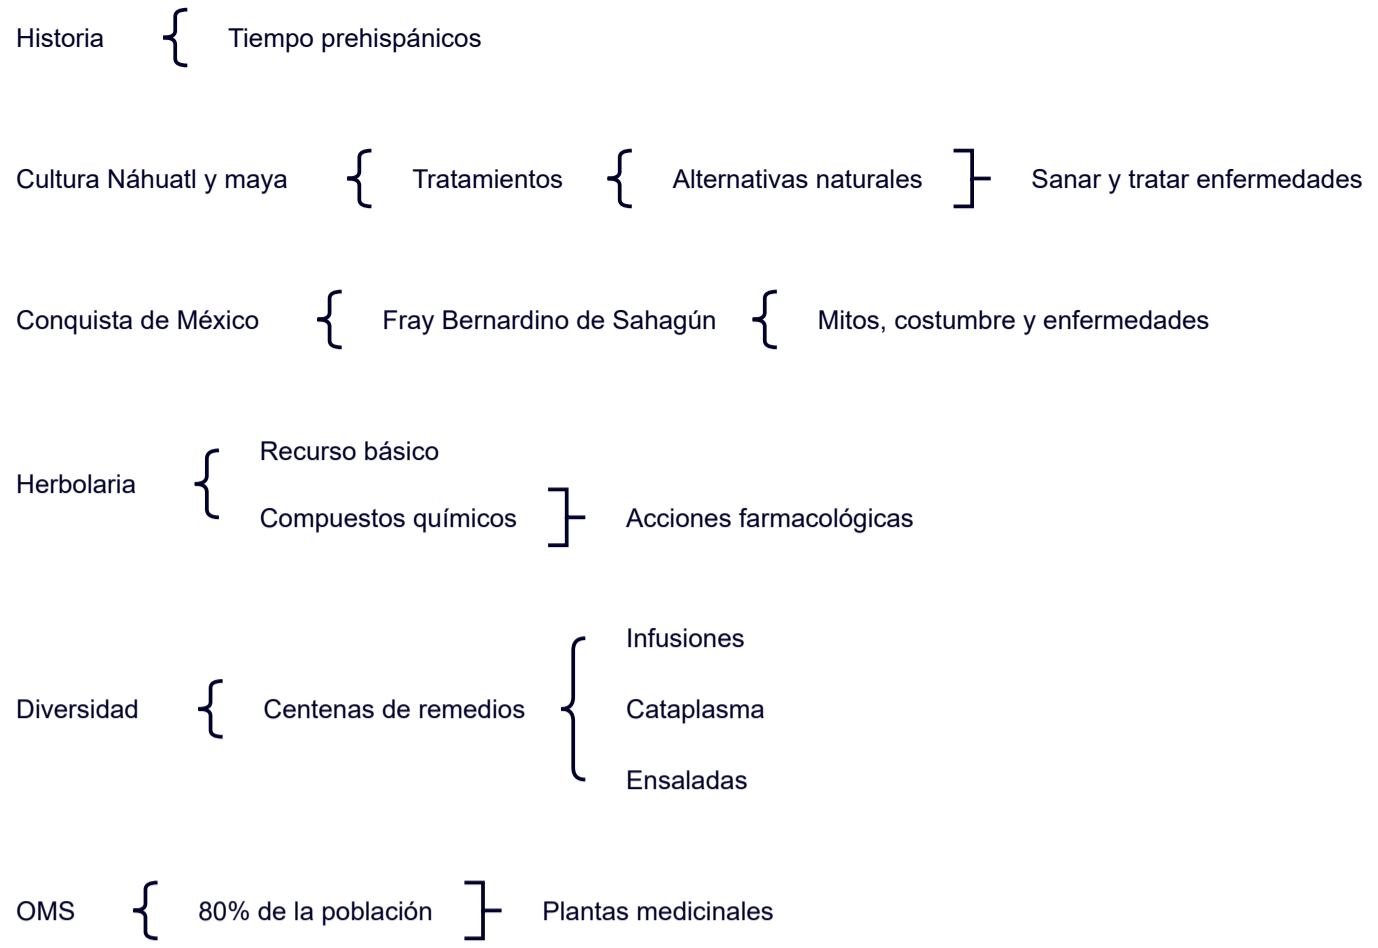 Historia Tiempo prehispánicos
Cultura Náhuatl y maya Tratamientos Alternativas naturales Sanar y tratar enfermedades
Conquista de México Fray Bernardino de Sahagún Mitos, costumbre y enfermedades
Herbolaria
Recurso básico
Compuestos químicos Acciones farmacológicas
Diversidad Centenas de remedios
Infusiones
Cataplasma
Ensaladas
OMS 80% de la población Plantas medicinales